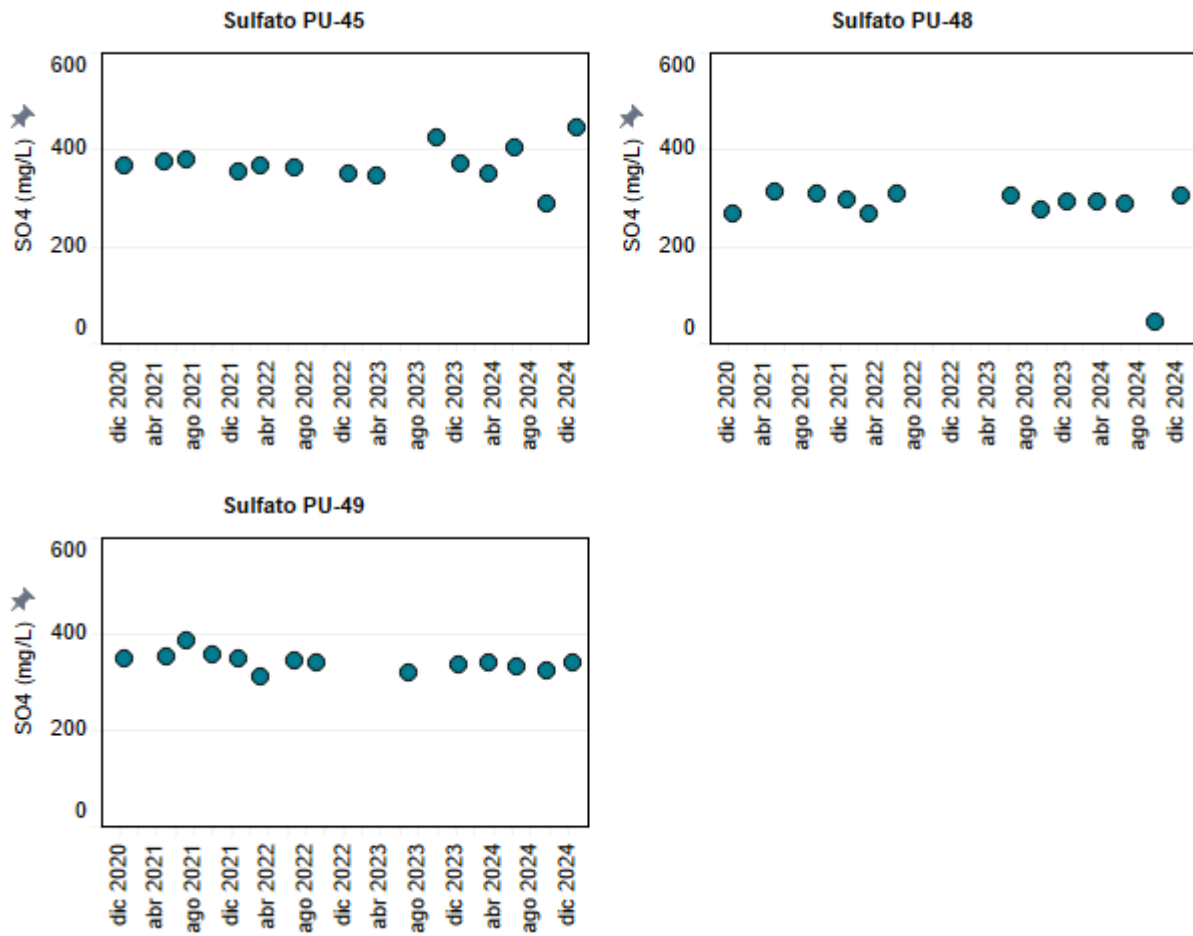 Sulfato PU-45
SO4 (mg/L)
600
400
200
0
dic 2020
abr 2021
ago 2021
dic 2021
abr 2022
ago 2022
dic 2022
abr 2023
ago 2023
dic 2023
abr 2024
ago 2024
dic 2024
Sulfato PU-48
SO4 (mg/L)
600
400
200
0
dic 2020
abr 2021
ago 2021
dic 2021
abr 2022
ago 2022
dic 2022
abr 2023
ago 2023
dic 2023
abr 2024
ago 2024
dic 2024
Sulfato PU-49
SO4 (mg/L)
600
400
200
0
dic 2020
abr 2021
ago 2021
dic 2021
abr 2022
ago 2022
dic 2022
abr 2023
ago 2023
dic 2023
abr 2024
ago 2024
dic 2024